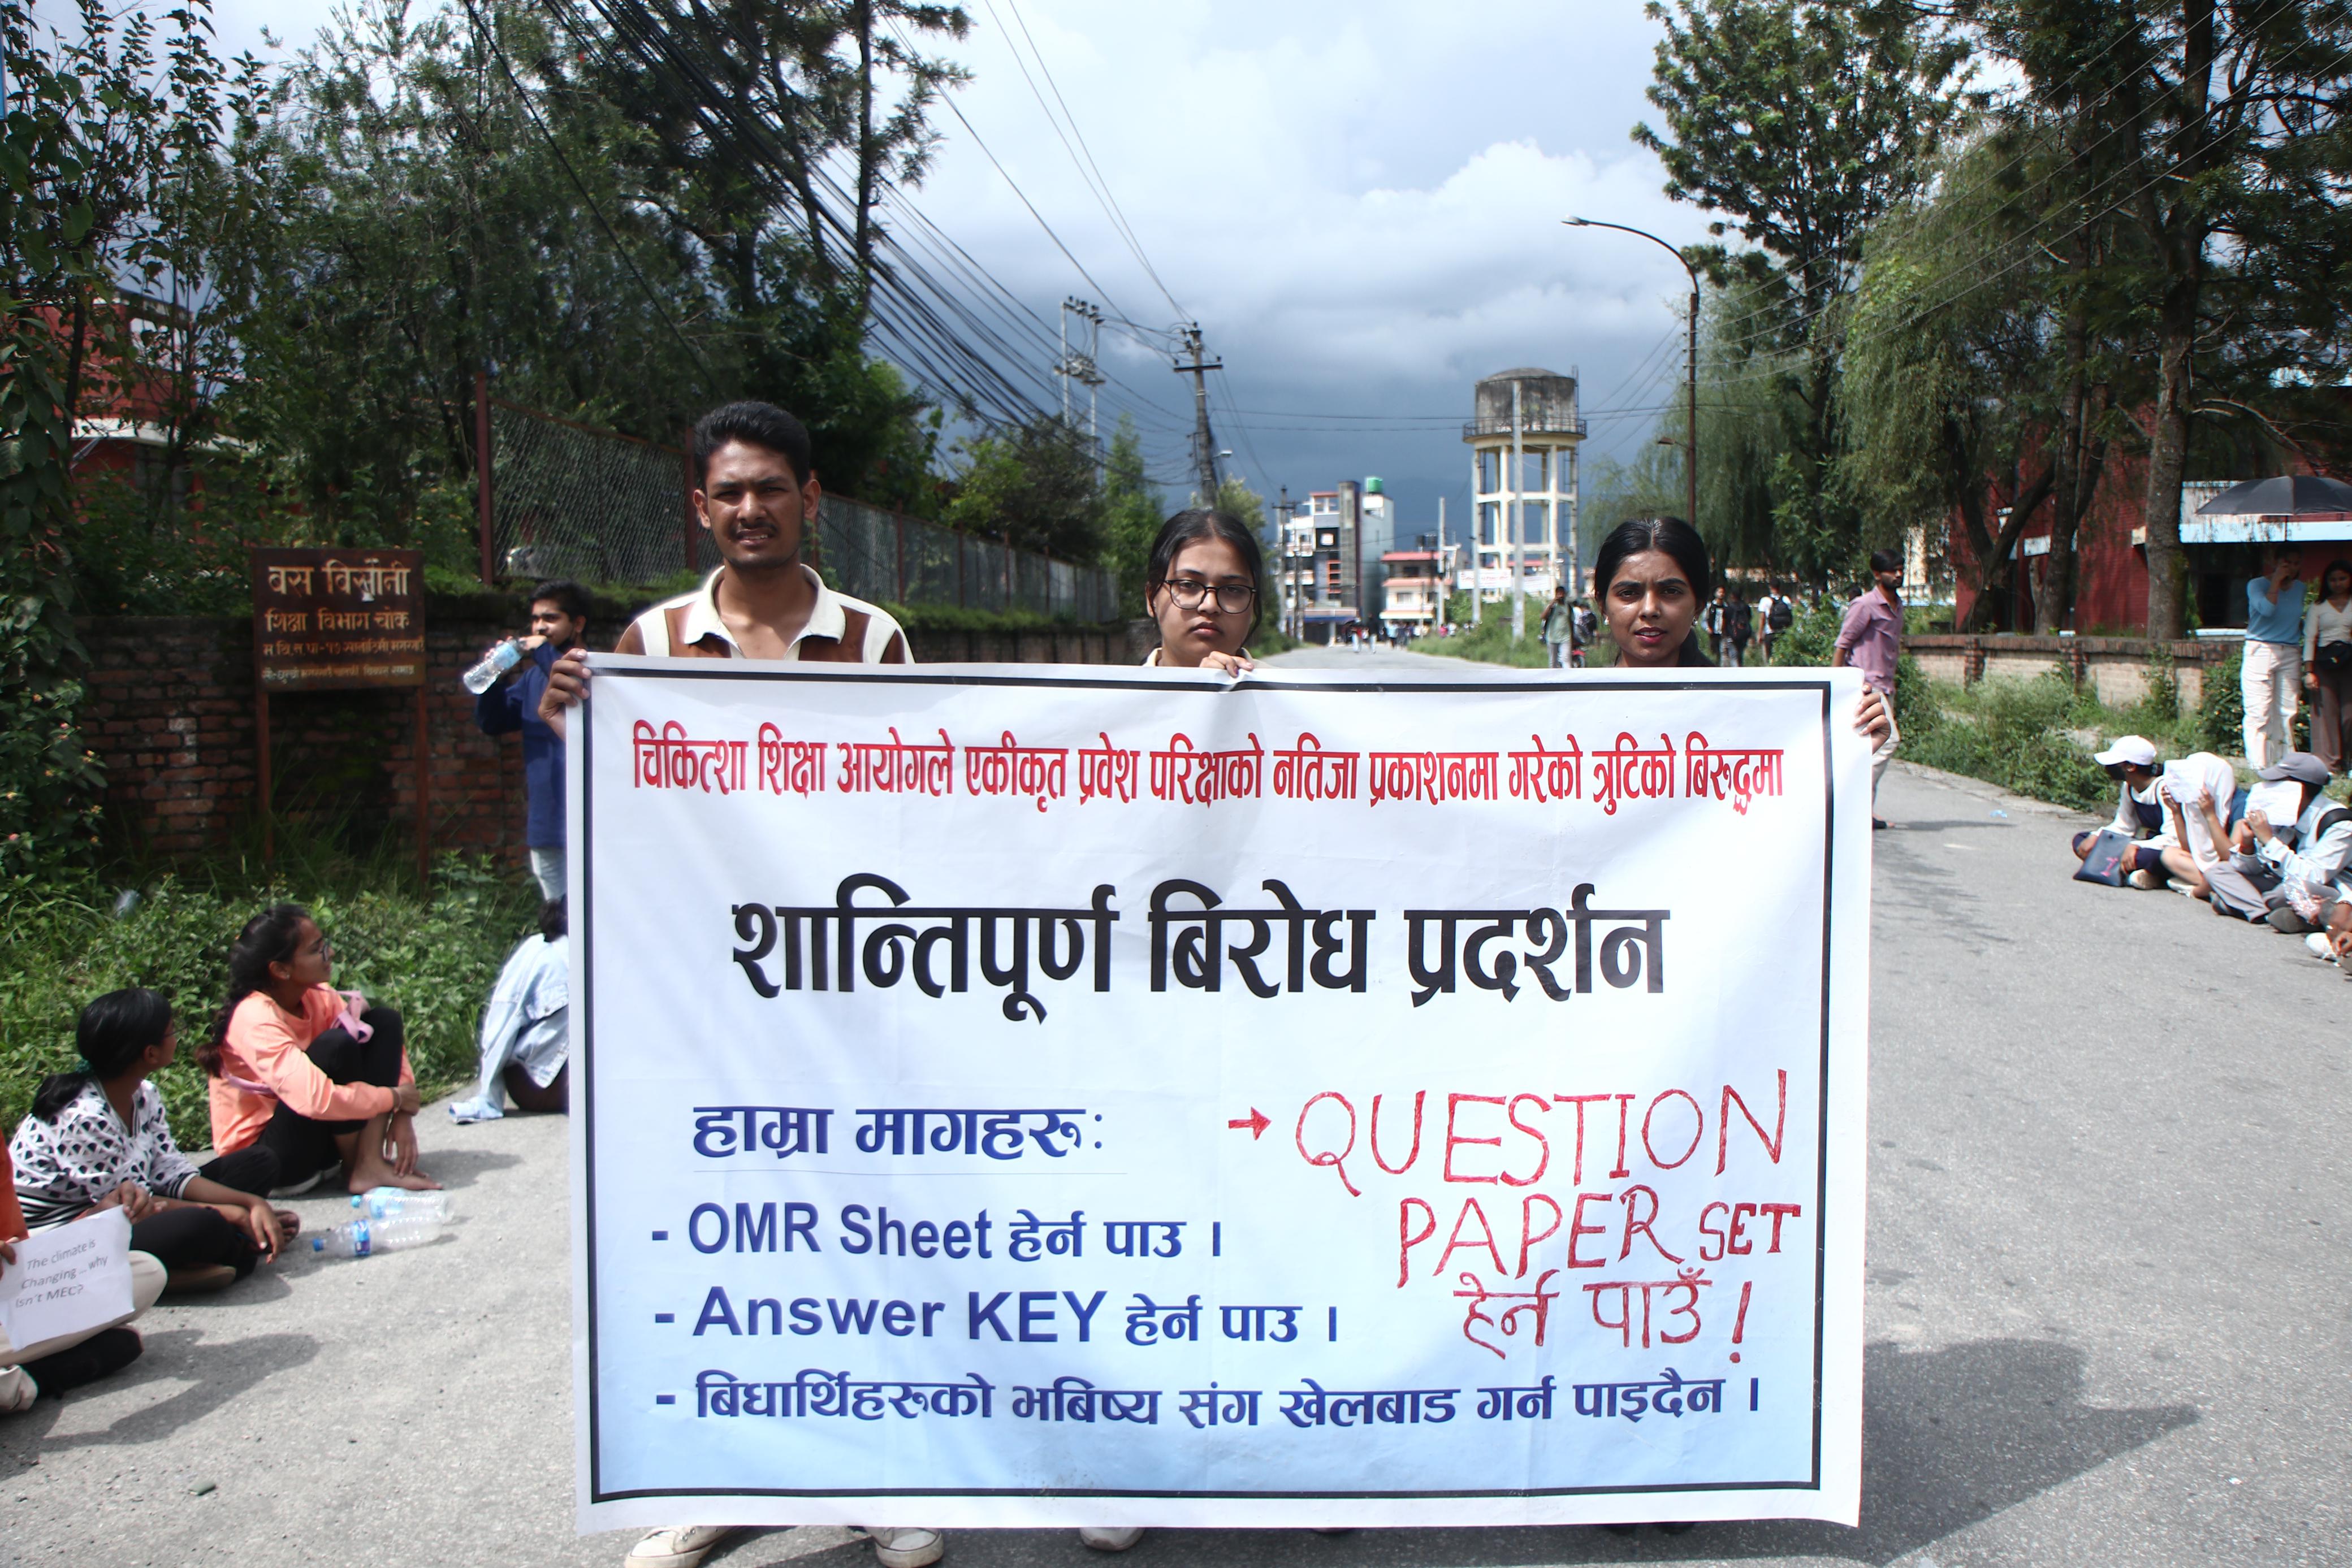 चिकित्शा शिक्षा आयोगले एकीकृत प्रवेश परिक्षाको नतिजा प्रकाशनमा गरेको त्रुटिको बिरूद्धमा
शान्तिपूर्ण बिरोध प्रदर्शन
हाम्रा मागहरु:
- OMR Sheet हेर्न पाउ ।
- Answer KEY हेर्न पाउ ।
- बिधार्थिहरुको भबिष्य संग खेलबाड गर्न पाइदैन ।
→ QUESTION
PAPER SET
हेर्न पाउँ !
बस बिसौनी
शिक्षा विभाग चोक
The climate is
Changing ... why
isn't MEC?